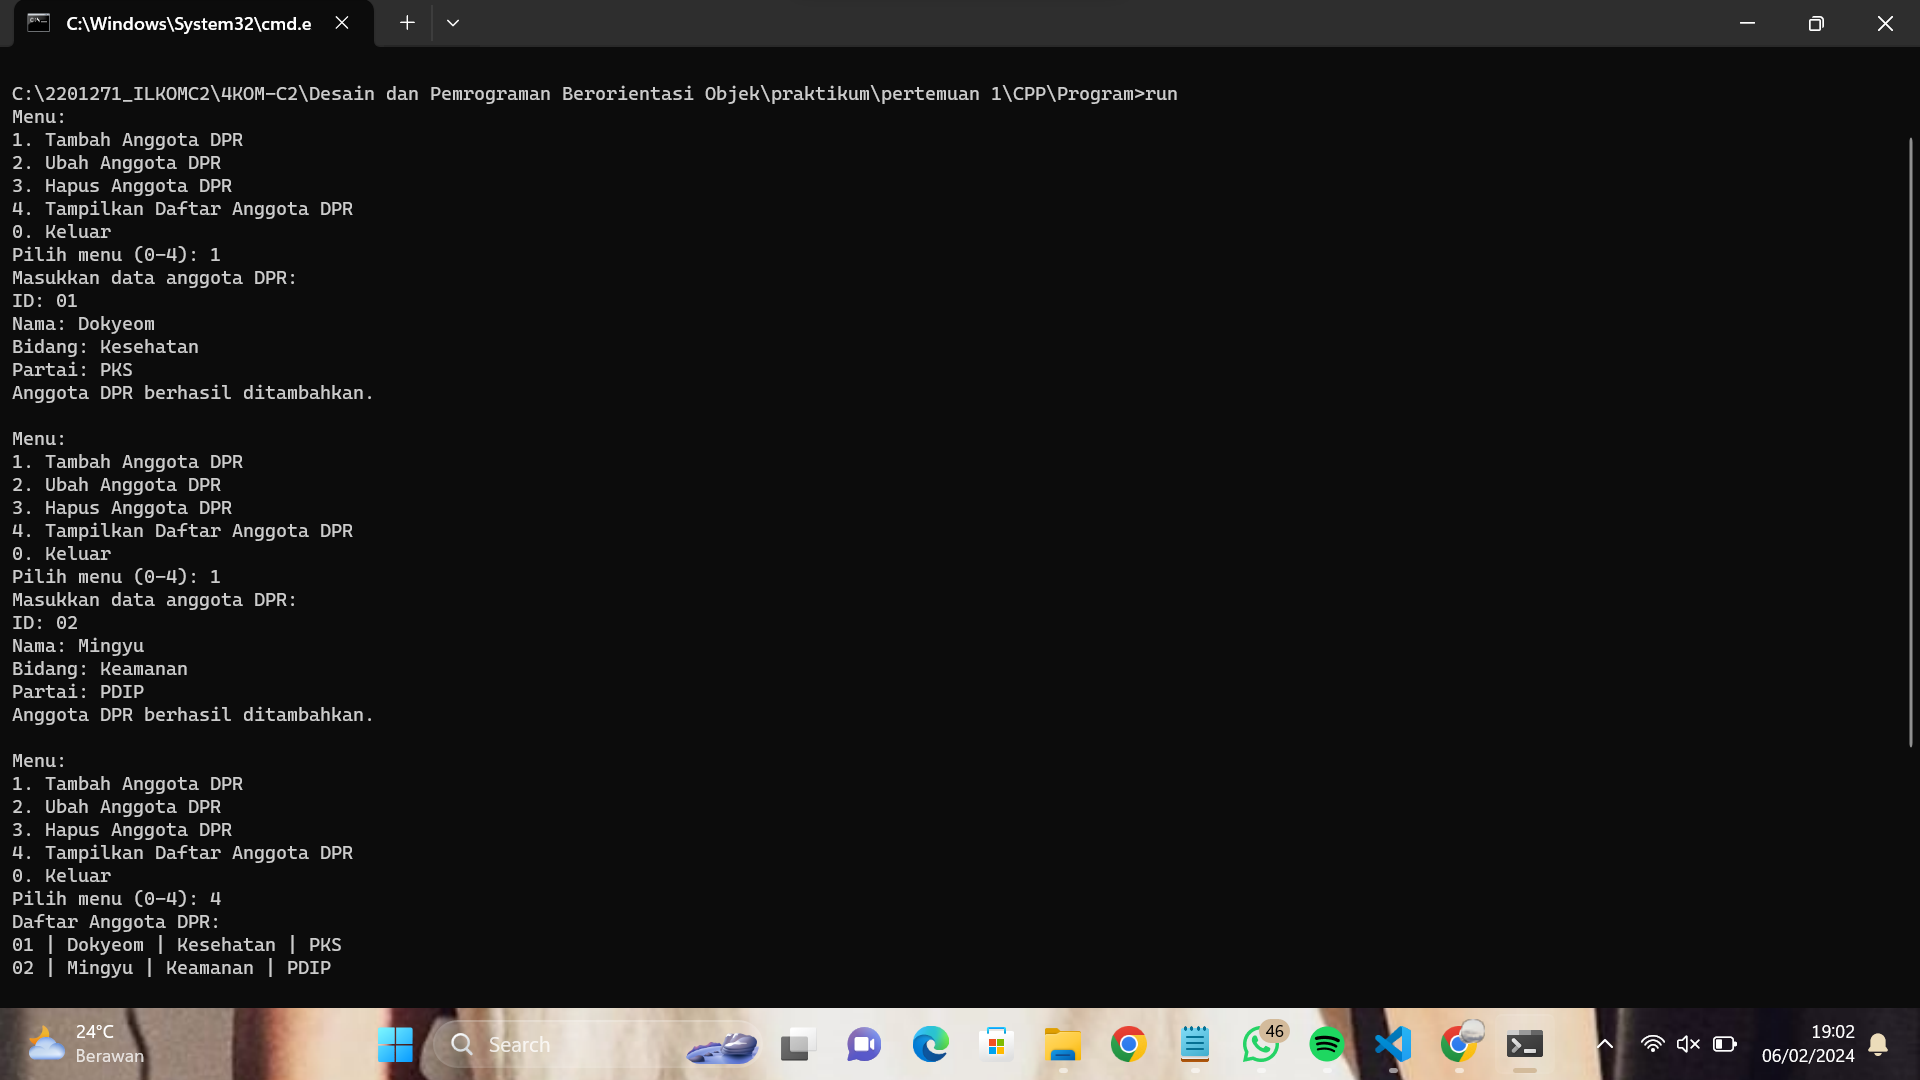 C:\Windows\System32\cmd.e
C:\2201271_ILKOMC2\4KOM-C2\Desain dan Pemrograman Berorientasi Objek\praktikum\pertemuan 1\CPP\Program>run
Menu:
1. Tambah Anggota DPR
2. Ubah Anggota DPR
3. Hapus Anggota DPR
4. Tampilkan Daftar Anggota DPR
0. Keluar
Pilih menu (0-4): 1
Masukkan data anggota DPR:
ID: 01
Nama: Dokyeom
Bidang: Kesehatan
Partai: PKS
Anggota DPR berhasil ditambahkan.
Menu:
1. Tambah Anggota DPR
2. Ubah Anggota DPR
3. Hapus Anggota DPR
4. Tampilkan Daftar Anggota DPR
0. Keluar
Pilih menu (0-4): 1
Masukkan data anggota DPR:
ID: 02
Nama: Mingyu
Bidang: Keamanan
Partai: PDIP
Anggota DPR berhasil ditambahkan.
Menu:
1. Tambah Anggota DPR
2. Ubah Anggota DPR
3. Hapus Anggota DPR
4. Tampilkan Daftar Anggota DPR
0. Keluar
Pilih menu (0-4): 4
Daftar Anggota DPR:
01 | Dokyeom | Kesehatan | PKS
02 | Mingyu | Keamanan | PDIP
24°C
Berawan
Search
46
19:02
06/02/2024